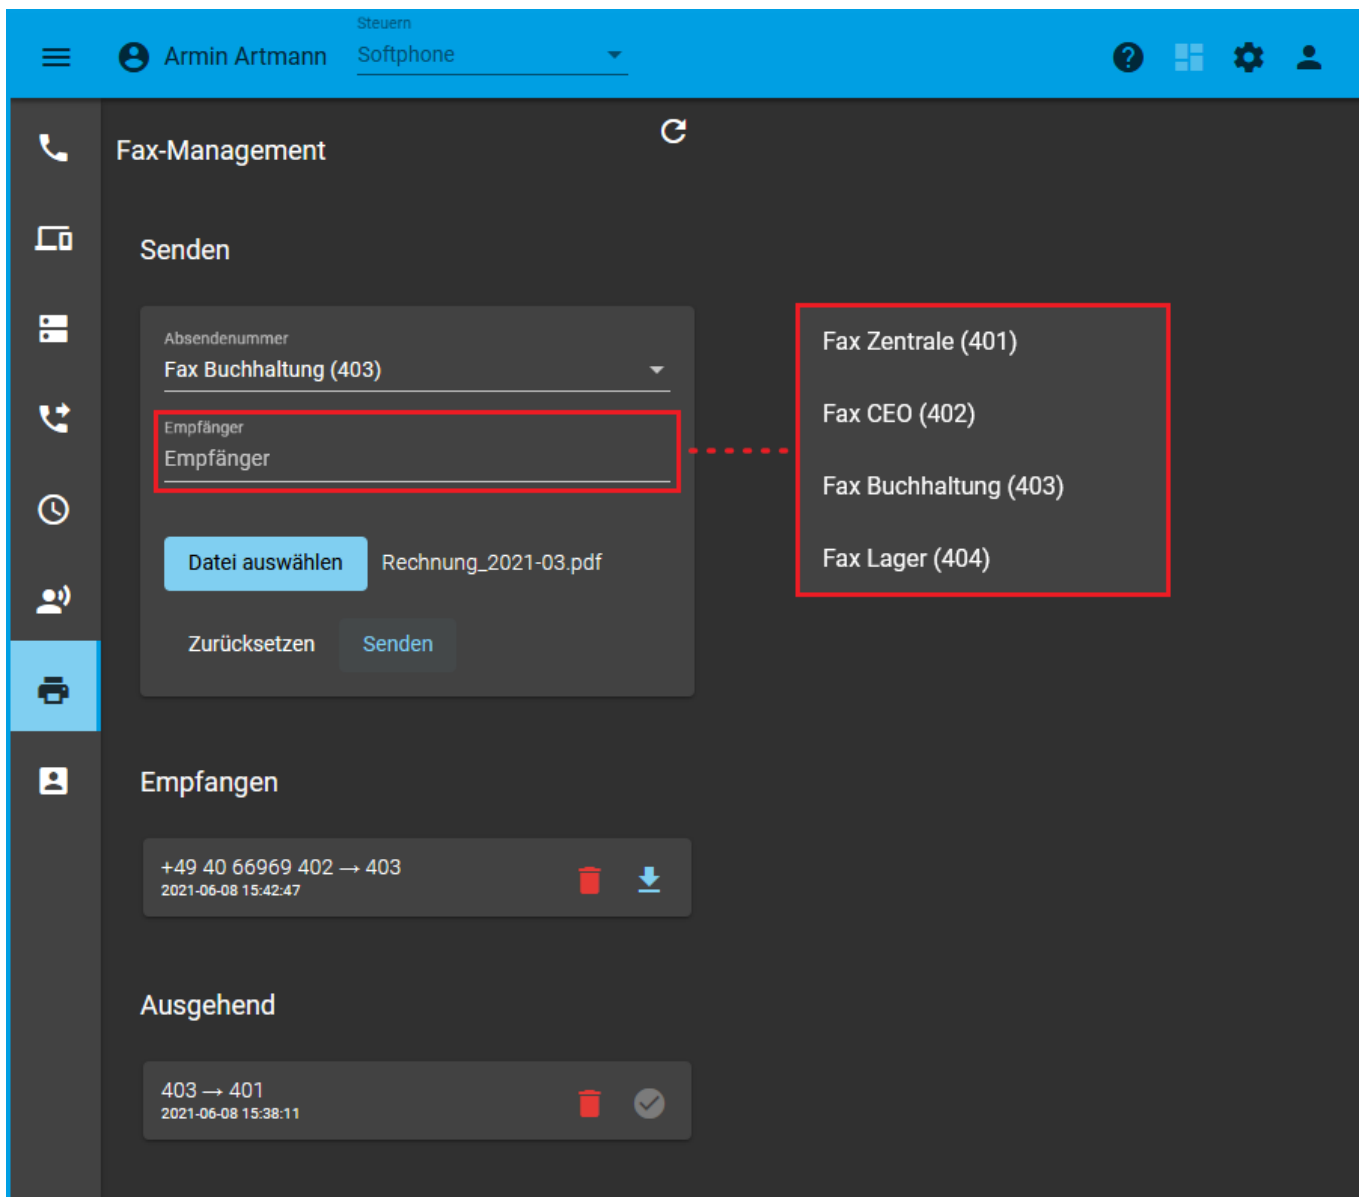 Steuern
Armin Artmann
Softphone
Fax-Management
Senden
Absendenummer
Fax Buchhaltung (403)
Empfänger
Empfänger
Datei auswählen
Rechnung_2021-03.pdf
Zurücksetzen
Senden
Fax Zentrale (401)
Fax CEO (402)
Fax Buchhaltung (403)
Fax Lager (404)
Empfangen
+49 40 66969 402 → 403
2021-06-08 15:42:47
Ausgehend
403 → 401
2021-06-08 15:38:11